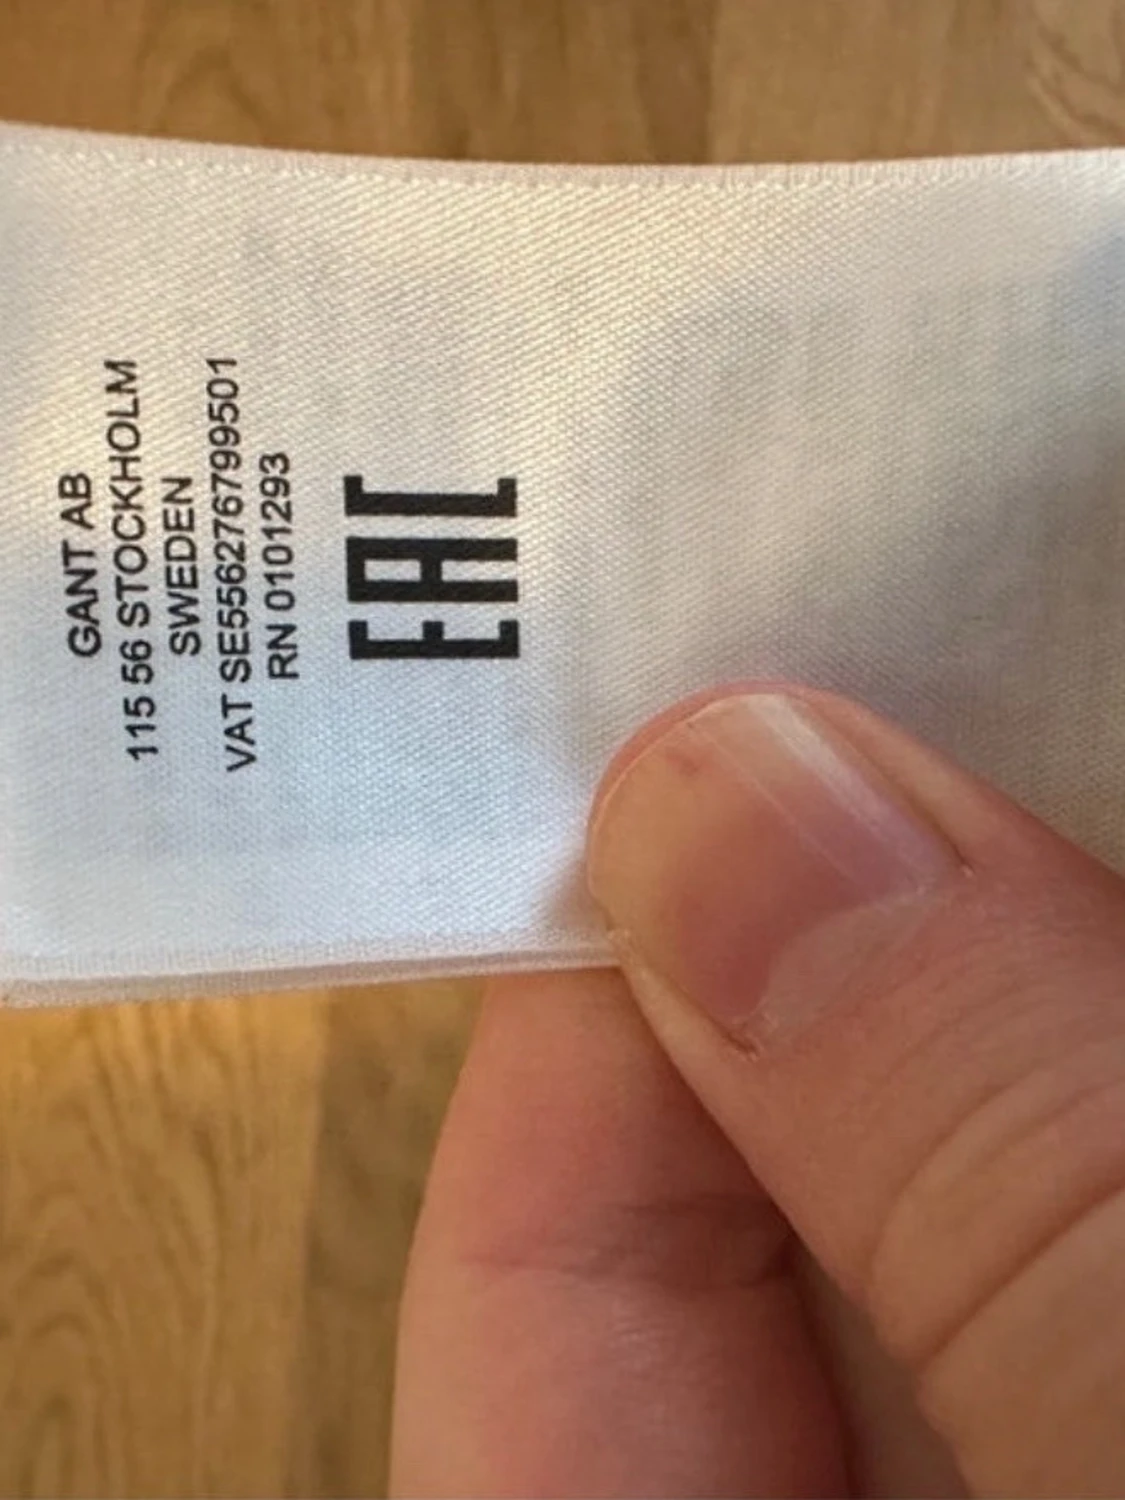 GANT AB
115 56 STOCKHOLM
SWEDEN
VAT SE556276799501
RN 0101293
EAC